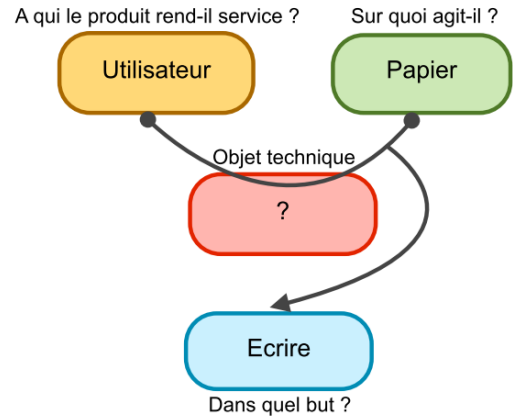 A qui le produit rend-il service ?
Sur quoi agit-il ?
Utilisateur
Papier
Objet technique
?
Ecrire
Dans quel but ?